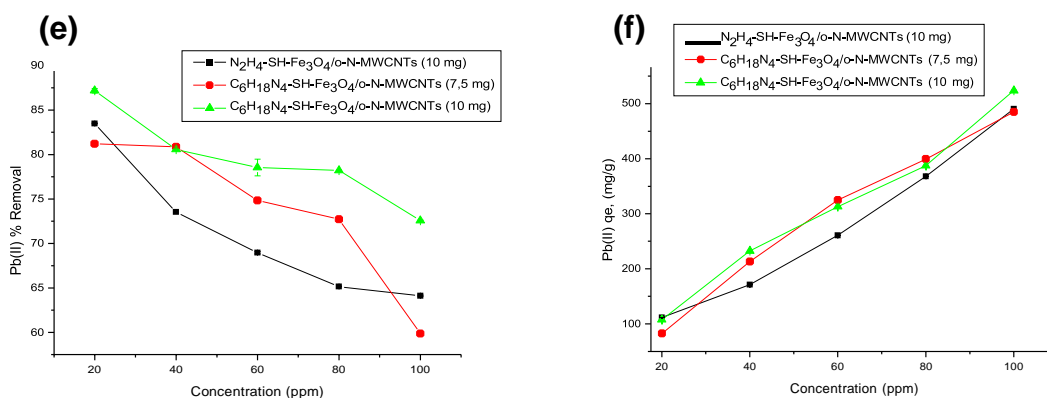 (e)
N2H4-SH-Fe3O4/o-N-MWCNTs (10 mg)
C6H18N4-SH-Fe3O4/o-N-MWCNTs (7,5 mg)
C6H18N4-SH-Fe3O4/o-N-MWCNTs (10 mg)
Pb(II) % Removal
90
85
80
75
70
65
60
20 40 60 80 100
Concentration (ppm)
(f)
N2H4-SH-Fe3O4/o-N-MWCNTs (10 mg)
C6H18N4-SH-Fe3O4/o-N-MWCNTs (7,5 mg)
C6H18N4-SH-Fe3O4/o-N-MWCNTs (10 mg)
Pb(II) qe, (mg/g)
500
400
300
200
100
20 40 60 80 100
Concentration (ppm)